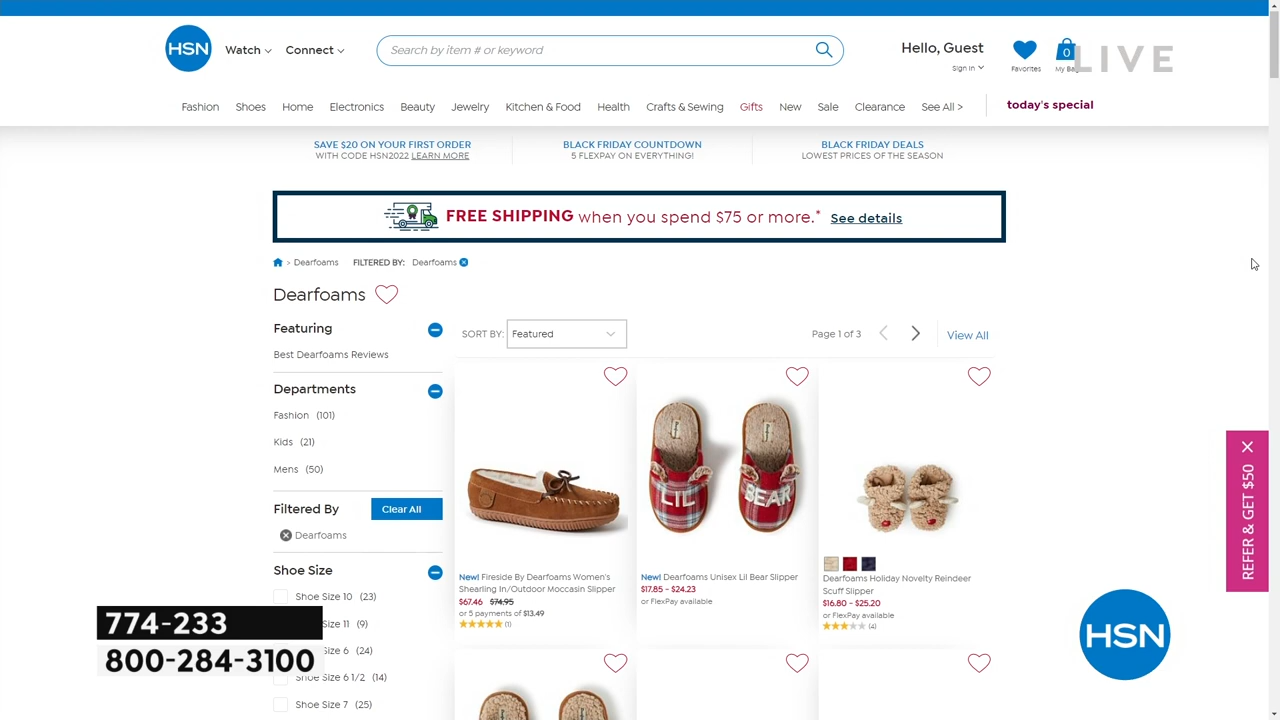 HSN
Watch
Connect
Search by item # or keyword
Hello, Guest
Sign in
Favorites
0
My Bag
LIVE
Fashion Shoes Home Electronics Beauty Jewelry Kitchen & Food Health Crafts & Sewing Gifts New Sale Clearance See All > today's special
SAVE $20 ON YOUR FIRST ORDER
WITH CODE HSN2022 LEARN MORE
BLACK FRIDAY COUNTDOWN
5 FLEXPAY ON EVERYTHING!
BLACK FRIDAY DEALS
LOWEST PRICES OF THE SEASON
FREE SHIPPING when you spend $75 or more.* See details
> Dearfoams FILTERED BY: Dearfoams
Dearfoams
Featuring
Best Dearfoams Reviews
Departments
Fashion (101)
Kids (21)
Mens (50)
Filtered By Clear All
Dearfoams
Shoe Size
Shoe Size 10 (23)
ize 11 (9)
ize 6 (24)
Shoe Size 6 1/2 (14)
Shoe Size 7 (25)
SORT BY: Featured
Page 1 of 3
View All
LIL BEAR
New! Fireside By Dearfoams Women's
Shearling In/Outdoor Moccasin Slipper
$67.46 $74.95
or 5 payments of $13.49
(1)
New! Dearfoams Unisex Lil Bear Slipper
$17.85 - $24.23
or FlexPay available
Dearfoams Holiday Novelty Reindeer
Scuff Slipper
$16.80 - $25.20
or FlexPay available
(4)
REFER & GET $50
774-233
800-284-3100
HSN